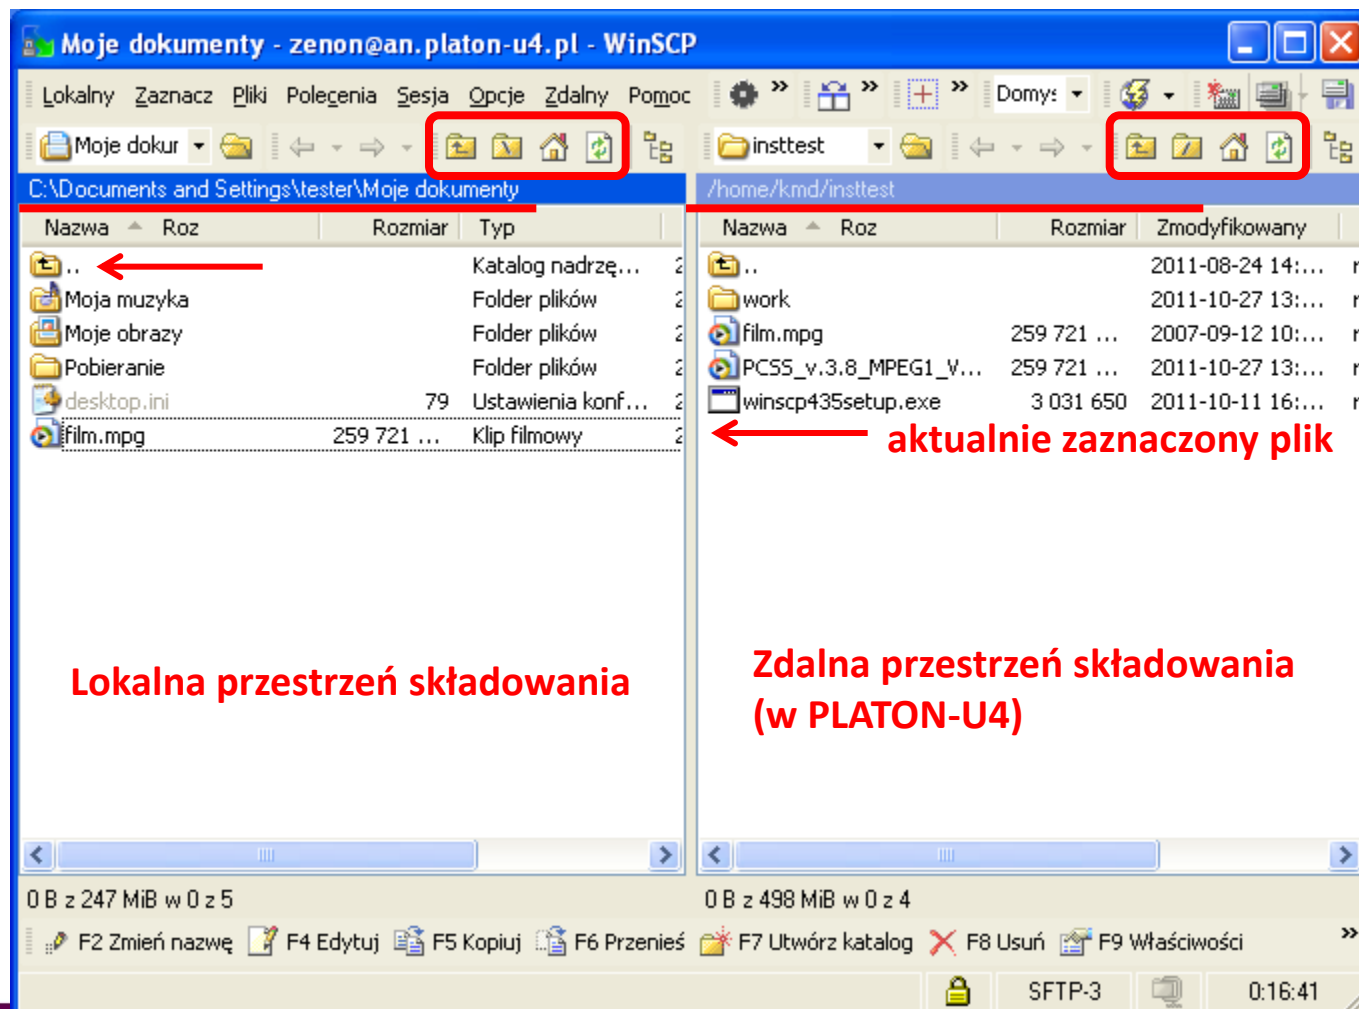 Moje dokumenty - zenon@an.platon-u4.pl - WinSCP
Lokalny Zaznacz Pliki Polecenia Sesja Opcje Zdalny Pomoc » » » Domy
Moje dokur insttest
C:\Documents and Settings\tester\Moje dokumenty /home/kmd/insttest
Nazwa Roz Rozmiar Typ Nazwa Roz Rozmiar Zmodyfikowany
.. Katalog nadrzę... 2 .. 2011-08-24 14:... r
Moja muzyka Folder plików 2 work 2011-10-27 13:... r
Moje obrazy Folder plików 2 film.mpg 259 721 ... 2007-09-12 10:... r
Pobieranie Folder plików 2 PCSS_v.3.8_MPEG1_V... 259 721 ... 2011-10-27 13:... r
desktop.ini 79 Ustawienia konf... 2 winscp435setup.exe 3 031 650 2011-10-11 16:... r
film.mpg 259 721 ... Klip filmowy 2 aktualnie zaznaczony plik
Lokalna przestrzeń składowania
Zdalna przestrzeń składowania
(w PLATON-U4)
0 B z 247 MiB w 0 z 5 0 B z 498 MiB w 0 z 4
F2 Zmień nazwę F4 Edytuj F5 Kopiuj F6 Przenieś F7 Utwórz katalog F8 Usuń F9 Właściwości »
SFTP-3 0:16:41